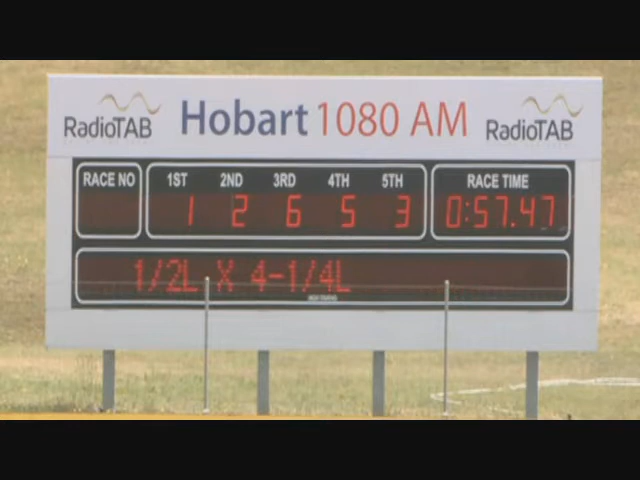 RadioTAB Hobart 1080 AM RadioTAB
RACE NO 1ST 2ND 3RD 4TH 5TH RACE TIME
1 2 6 5 3 0:57.47
1/2L X 4-1/4L